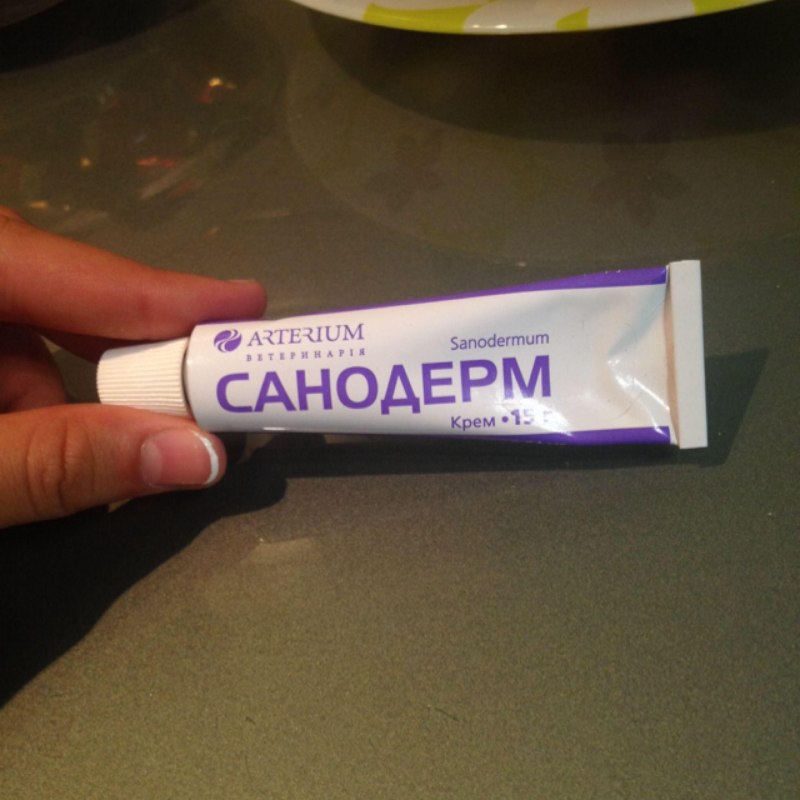 ARTERIUM
ВЕТЕРИНАРІЯ
Sanodermum
САНОДЕРМ
Крем • 15 г